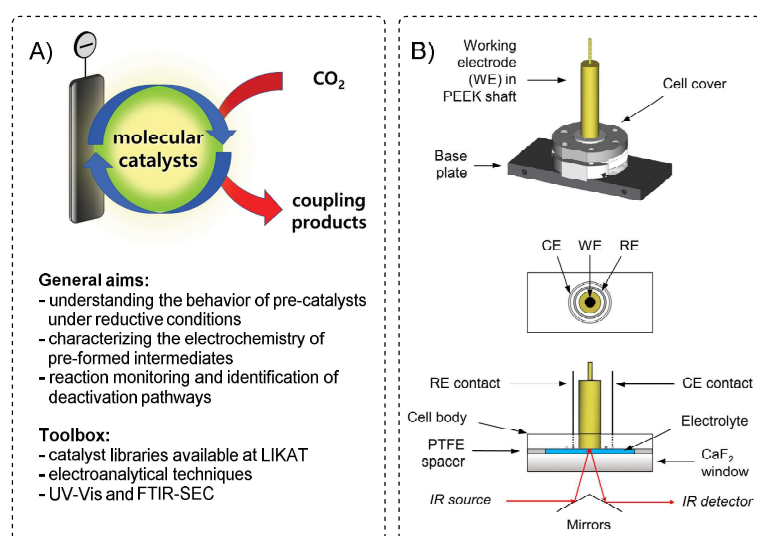 A)
−
CO₂
molecular
catalysts
coupling
products
General aims:
- understanding the behavior of pre-catalysts
under reductive conditions
- characterizing the electrochemistry of
pre-formed intermediates
- reaction monitoring and identification of
deactivation pathways
Toolbox:
- catalyst libraries available at LIKAT
- electroanalytical techniques
- UV-Vis and FTIR-SEC
B)
Working
electrode
(WE) in
PEEK shaft
Cell cover
Base
plate
CE WE RE
RE contact
CE contact
Cell body
Electrolyte
PTFE
spacer
CaF₂
window
IR source
IR detector
Mirrors